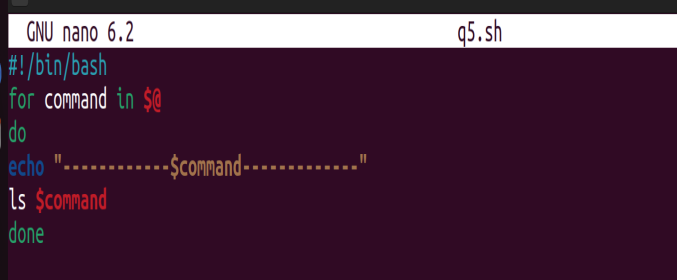 GNU nano 6.2 q5.sh
#!/bin/bash
for command in $@
do
echo "------------$command-------------"
ls $command
done